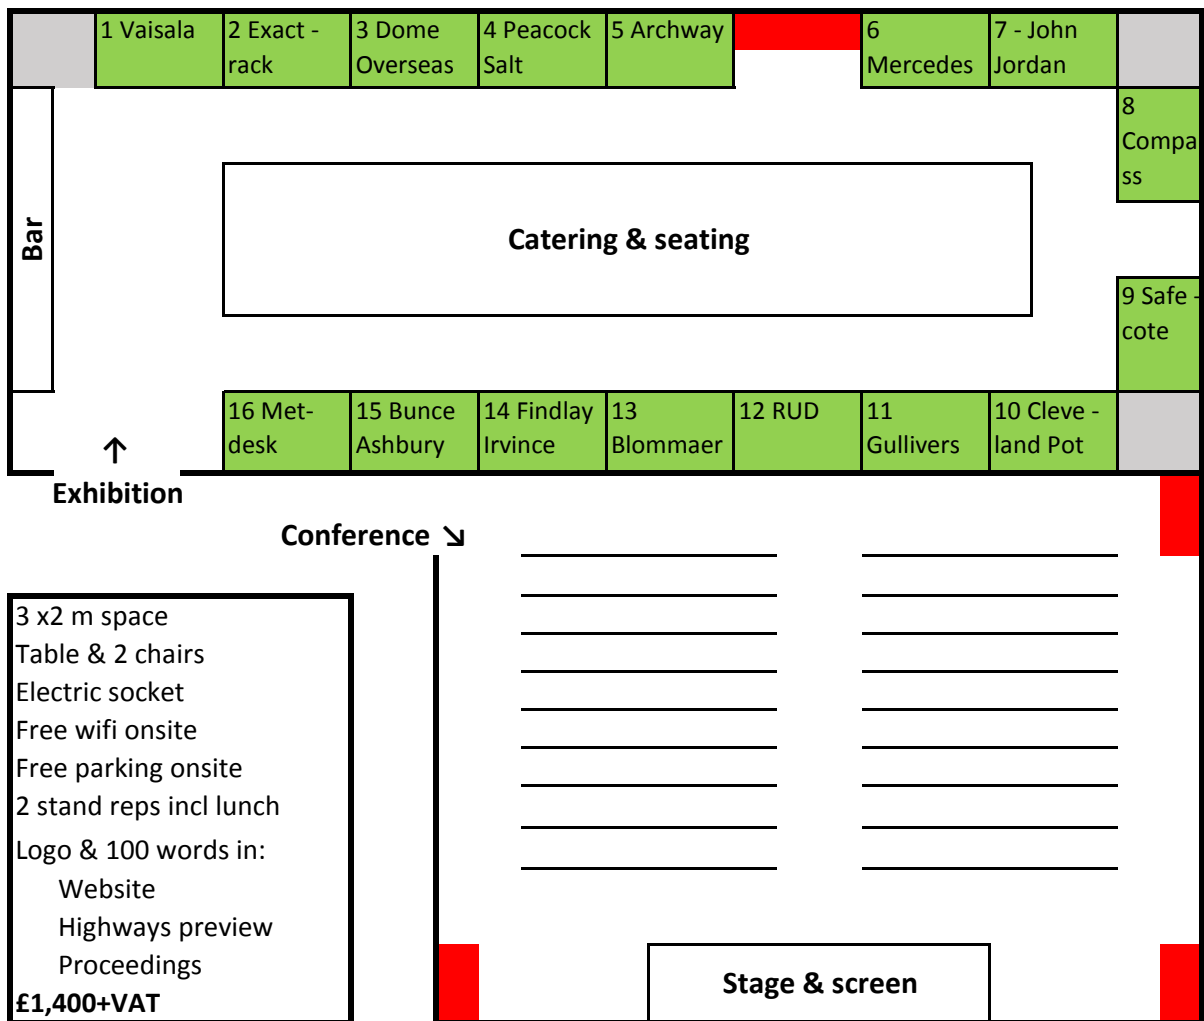 1 Vaisala
2 Exact -
rack
3 Dome
Overseas
4 Peacock
Salt
5 Archway
6
Mercedes
7 - John
Jordan
8
Compa
ss
Bar
Catering & seating
9 Safe -
cote
16 Met-
desk
15 Bunce
Ashbury
14 Findlay
Irvince
13
Blommaer
12 RUD
11
Gullivers
10 Cleve -
land Pot
↑
Exhibition
Conference ↘
3 x2 m space
Table & 2 chairs
Electric socket
Free wifi onsite
Free parking onsite
2 stand reps incl lunch
Logo & 100 words in:
Website
Highways preview
Proceedings
£1,400+VAT
Stage & screen